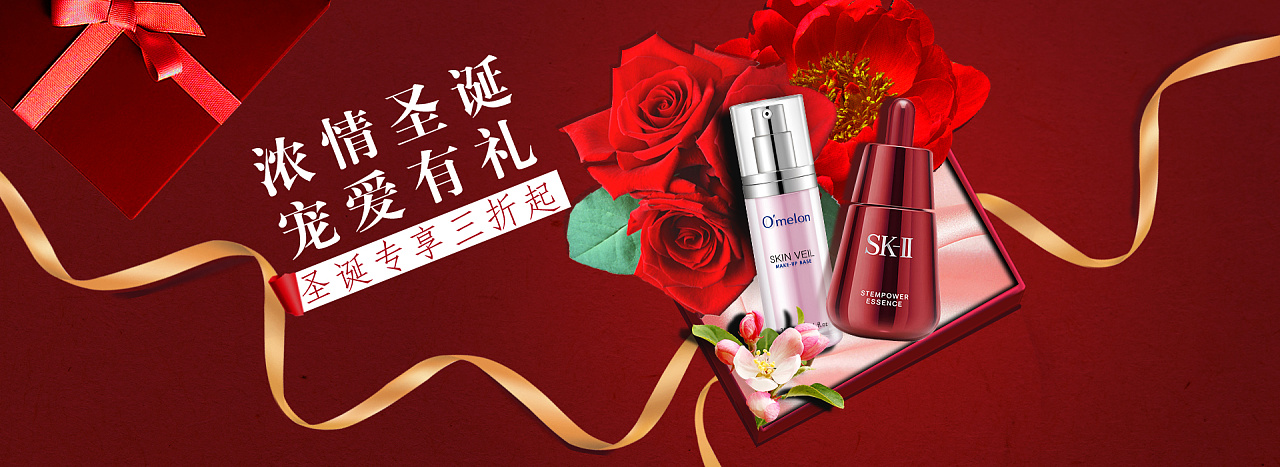 浓情圣诞
宠爱有礼
圣诞专享三折起
O'melon
SKIN VEIL
MAKE-UP BASE
SK-II
STEMPOWER
ESSENCE